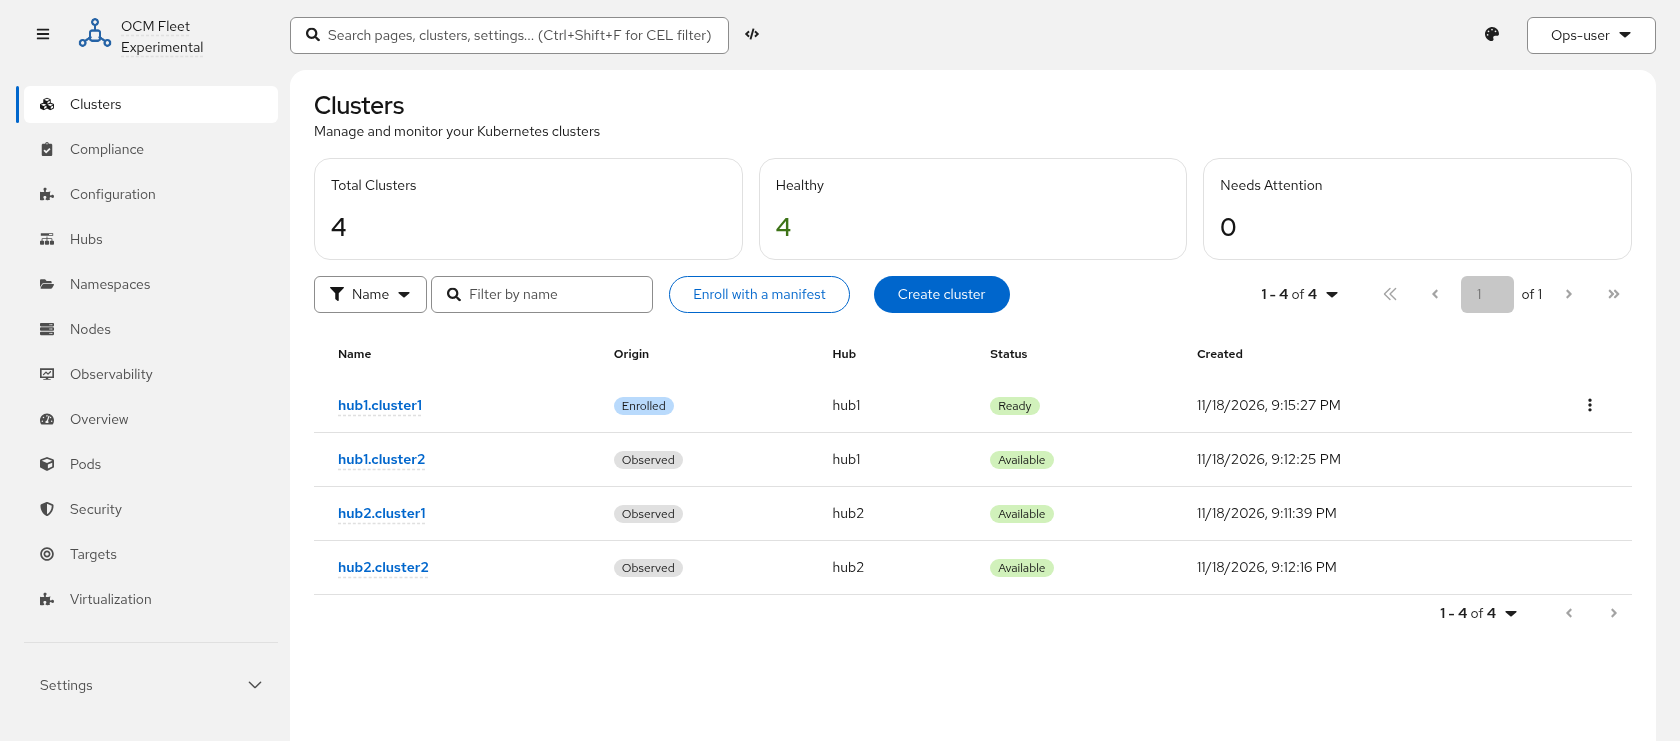 OCM Fleet
Experimental
Search pages, clusters, settings... (Ctrl+Shift+F for CEL filter)
Ops-user
Clusters
Compliance
Configuration
Hubs
Namespaces
Nodes
Observability
Overview
Pods
Security
Targets
Virtualization
Settings
Clusters
Manage and monitor your Kubernetes clusters
Total Clusters
4
Healthy
4
Needs Attention
0
Name
Filter by name
Enroll with a manifest
Create cluster
1 - 4 of 4
1 of 1
Name Origin Hub Status Created
hub1.cluster1 Enrolled hub1 Ready 11/18/2026, 9:15:27 PM
hub1.cluster2 Observed hub1 Available 11/18/2026, 9:12:25 PM
hub2.cluster1 Observed hub2 Available 11/18/2026, 9:11:39 PM
hub2.cluster2 Observed hub2 Available 11/18/2026, 9:12:16 PM
1 - 4 of 4